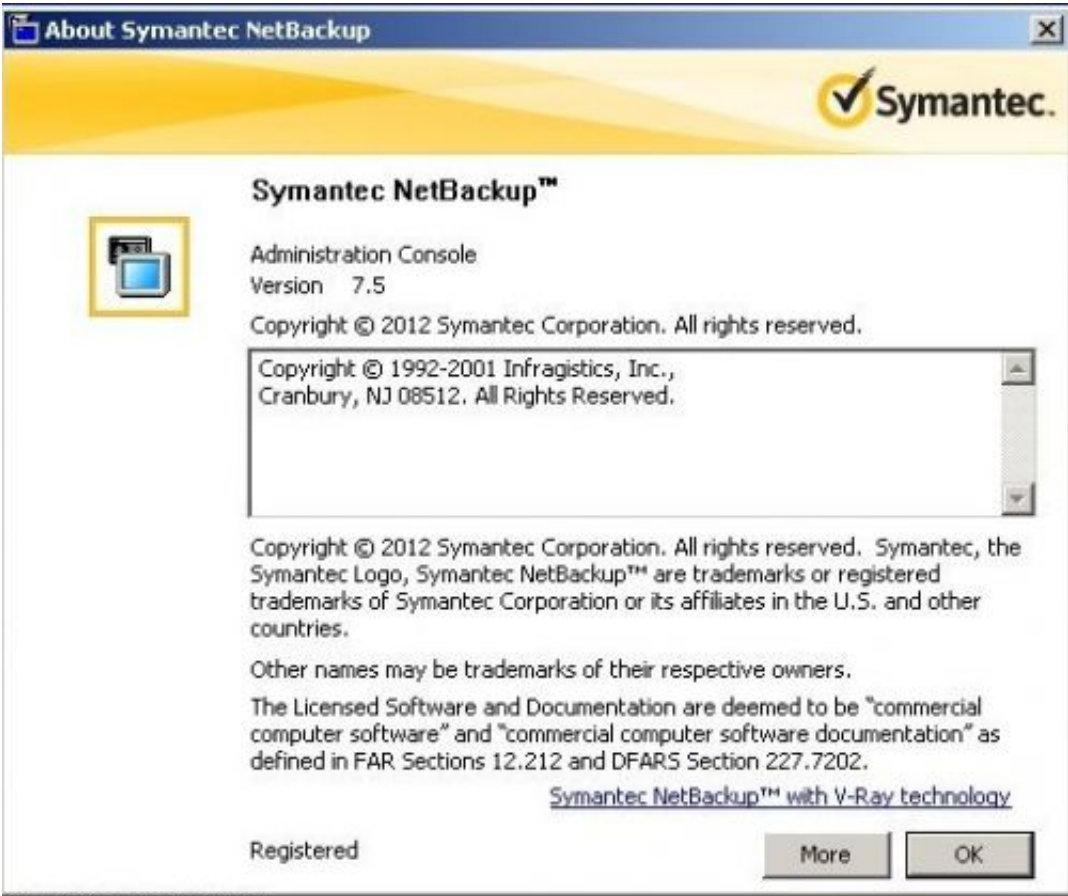 About Symantec NetBackup
Symantec.
Symantec NetBackup™
Administration Console
Version 7.5
Copyright © 2012 Symantec Corporation. All rights reserved.
Copyright © 1992-2001 Infragistics, Inc.,
Cranbury, NJ 08512. All Rights Reserved.
Copyright © 2012 Symantec Corporation. All rights reserved. Symantec, the
Symantec Logo, Symantec NetBackup™ are trademarks or registered
trademarks of Symantec Corporation or its affiliates in the U.S. and other
countries.
Other names may be trademarks of their respective owners.
The Licensed Software and Documentation are deemed to be "commercial
computer software" and "commercial computer software documentation" as
defined in FAR Sections 12.212 and DFARS Section 227.7202.
Symantec NetBackup™ with V-Ray technology
Registered
More
OK